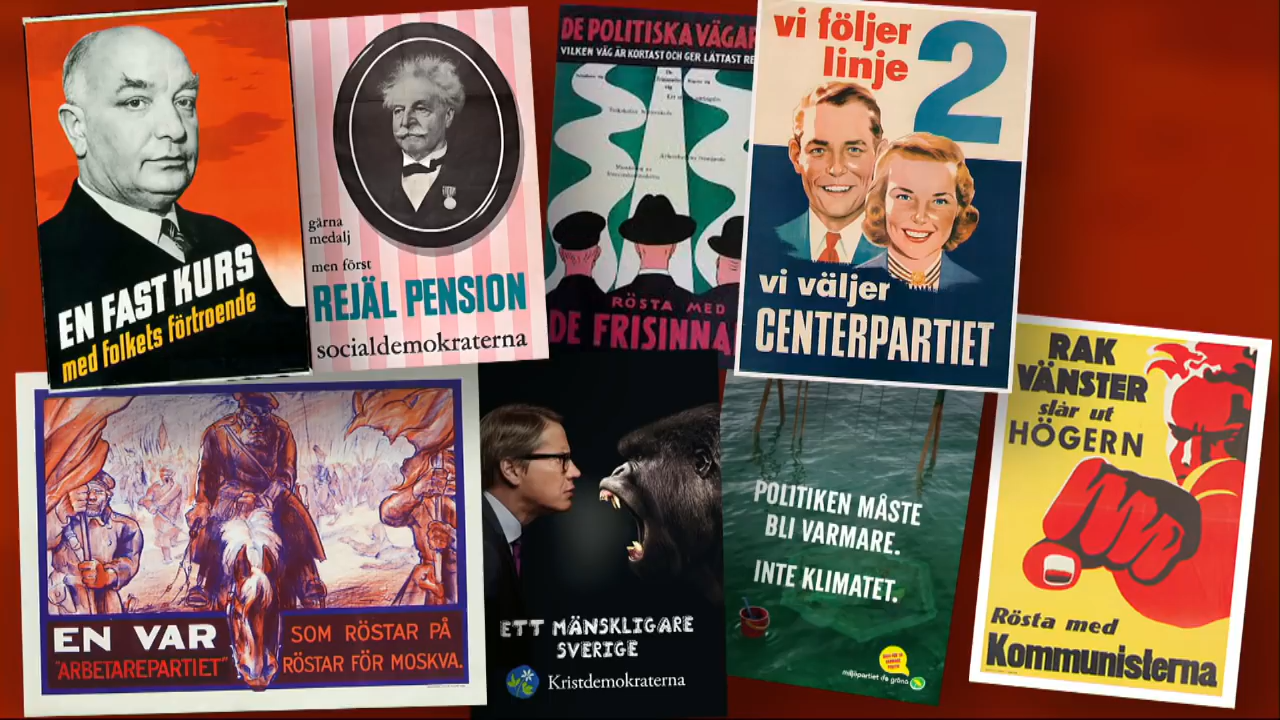 EN FAST KURS
med folkets förtroende
gärna
medalj
men först
REJÄL PENSION
socialdemokraterna
DE POLITISKA VÄGAR
VILKEN VÄG ÄR KORTAST OCH GER LÄTTAST RE
RÖSTA MED
DE FRISINNA
vi följer
linje 2
vi väljer
CENTERPARTIET
EN VAR SOM RÖSTAR PÅ
"ARBETAREPARTIET" RÖSTAR FÖR MOSKVA.
ETT MÄNSKLIGARE
SVERIGE
Kristdemokraterna
POLITIKEN MÅSTE
BLI VARMARE.
INTE KLIMATET.
miljöpartiet de gröna
RAK
VÄNSTER
slår ut
HÖGERN
Rösta med
Kommunisterna